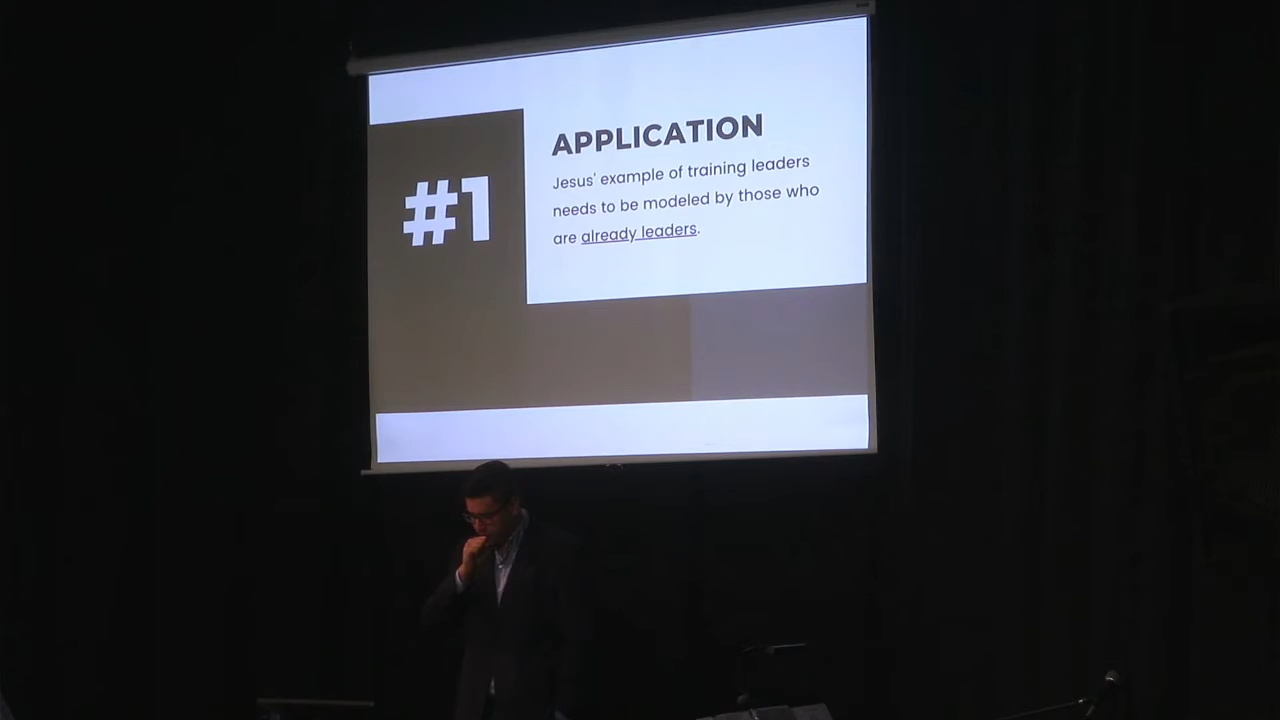 #1
APPLICATION
Jesus' example of training leaders
needs to be modeled by those who
are already leaders.